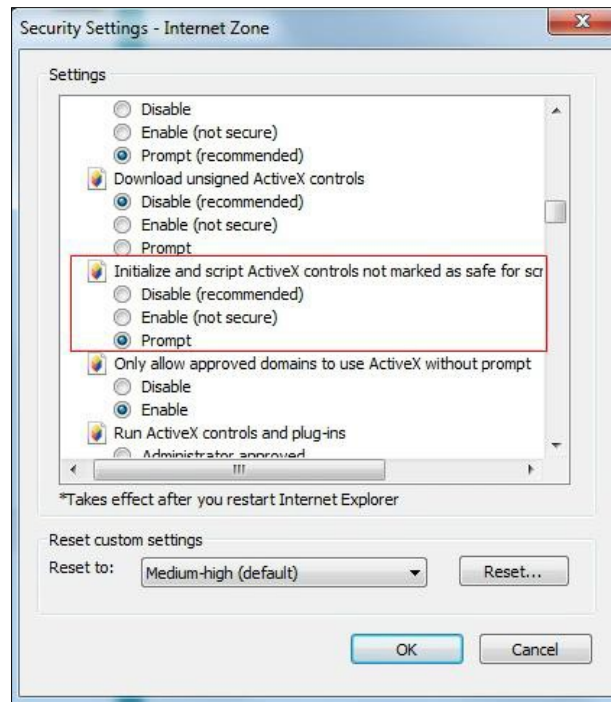 Security Settings - Internet Zone
Settings
Disable
Enable (not secure)
Prompt (recommended)
Download unsigned ActiveX controls
Disable (recommended)
Enable (not secure)
Prompt
Initialize and script ActiveX controls not marked as safe for scr
Disable (recommended)
Enable (not secure)
Prompt
Only allow approved domains to use ActiveX without prompt
Disable
Enable
Run ActiveX controls and plug-ins
Administrator approved
*Takes effect after you restart Internet Explorer
Reset custom settings
Reset to: Medium-high (default) Reset...
OK Cancel